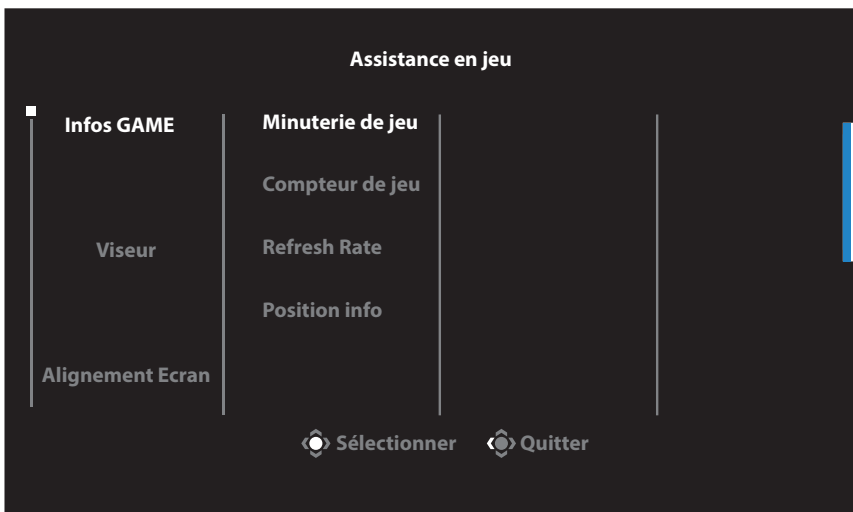 Assistance en jeu
Infos GAME
Minuterie de jeu
Compteur de jeu
Viseur
Refresh Rate
Position info
Alignement Ecran
Sélectionner
Quitter